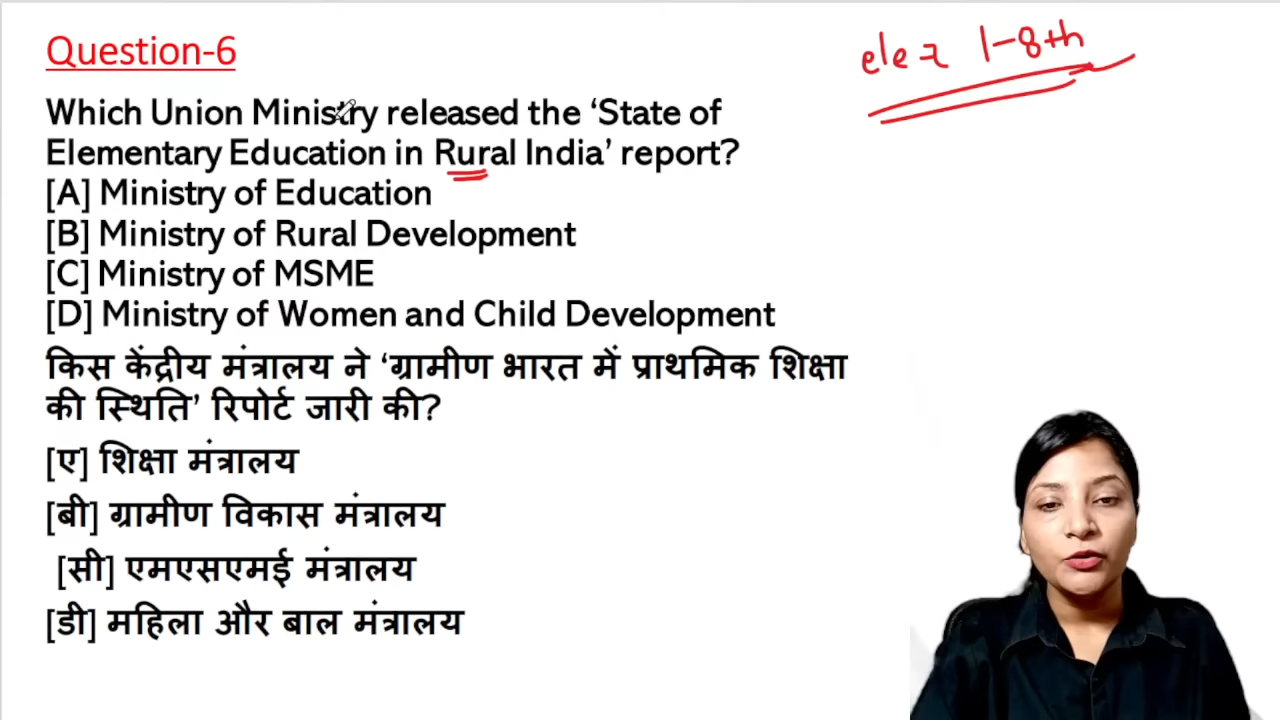 Question-6
ele = 1-8th
Which Union Ministry released the ‘State of
Elementary Education in Rural India’ report?
[A] Ministry of Education
[B] Ministry of Rural Development
[C] Ministry of MSME
[D] Ministry of Women and Child Development
किस केंद्रीय मंत्रालय ने ‘ग्रामीण भारत में प्राथमिक शिक्षा
की स्थिति’ रिपोर्ट जारी की?
[ए] शिक्षा मंत्रालय
[बी] ग्रामीण विकास मंत्रालय
[सी] एमएसएमई मंत्रालय
[डी] महिला और बाल मंत्रालय